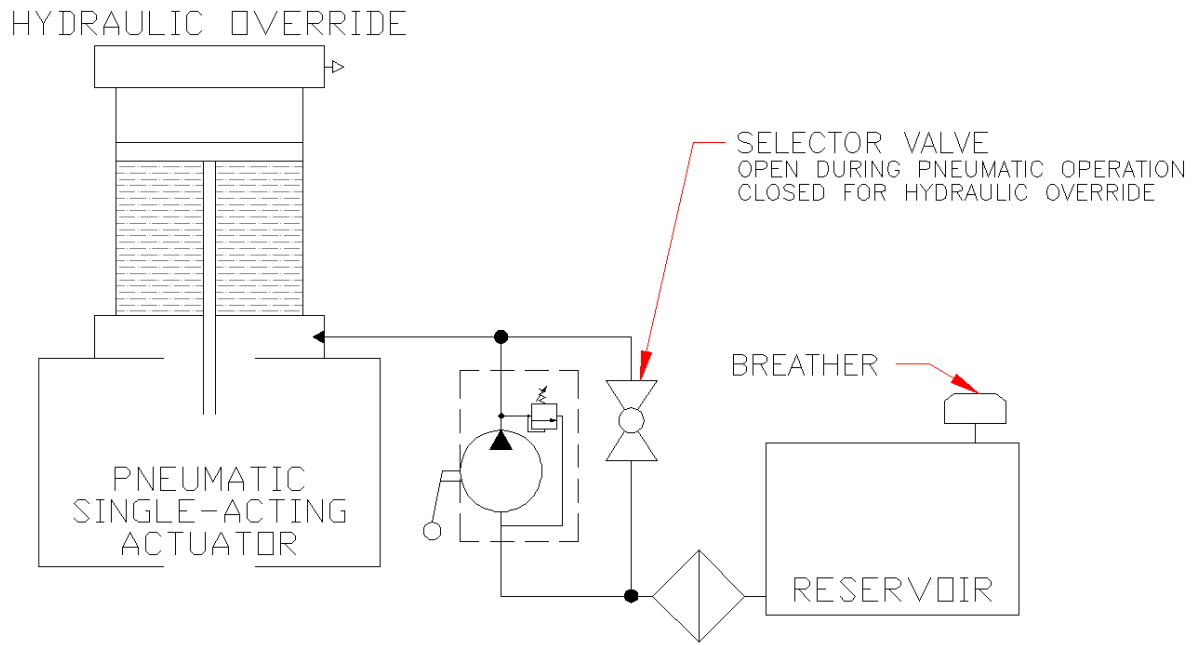 HYDRAULIC OVERRIDE
SELECTOR VALVE
OPEN DURING PNEUMATIC OPERATION
CLOSED FOR HYDRAULIC OVERRIDE
BREATHER
PNEUMATIC
SINGLE-ACTING
ACTUATOR
RESERVOIR